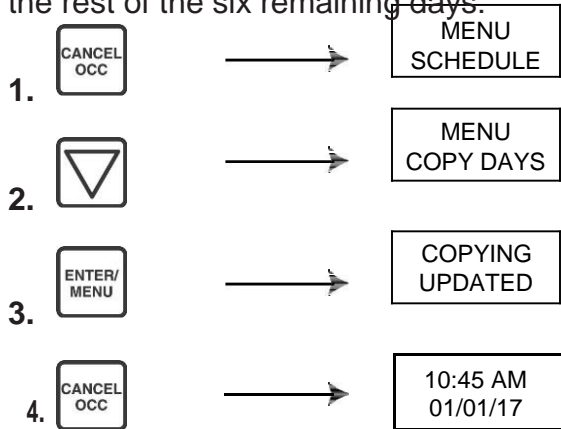 the rest of the six remaining days.
CANCEL
OCC
MENU
SCHEDULE
1.
MENU
COPY DAYS
2.
ENTER/
MENU
COPYING
UPDATED
3.
CANCEL
OCC
10:45 AM
01/01/17
4.